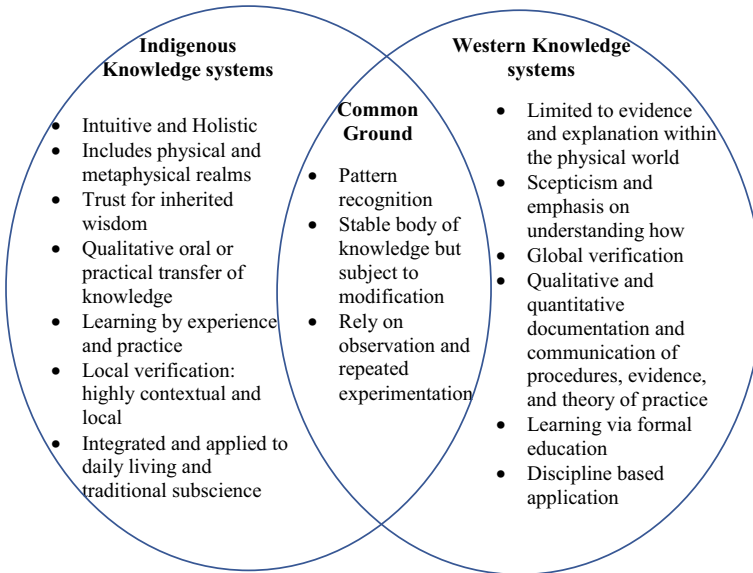 Indigenous
Knowledge systems
• Intuitive and Holistic
• Includes physical and
metaphysical realms
• Trust for inherited
wisdom
• Qualitative oral or
practical transfer of
knowledge
• Learning by experience
and practice
• Local verification:
highly contextual and
local
• Integrated and applied to
daily living and
traditional subscience
Common
Ground
• Pattern
recognition
• Stable body of
knowledge but
subject to
modification
• Rely on
observation and
repeated
experimentation
Western Knowledge
systems
• Limited to evidence
and explanation within
the physical world
• Scepticism and
emphasis on
understanding how
• Global verification
• Qualitative and
quantitative
documentation and
communication of
procedures, evidence,
and theory of practice
• Learning via formal
education
• Discipline based
application